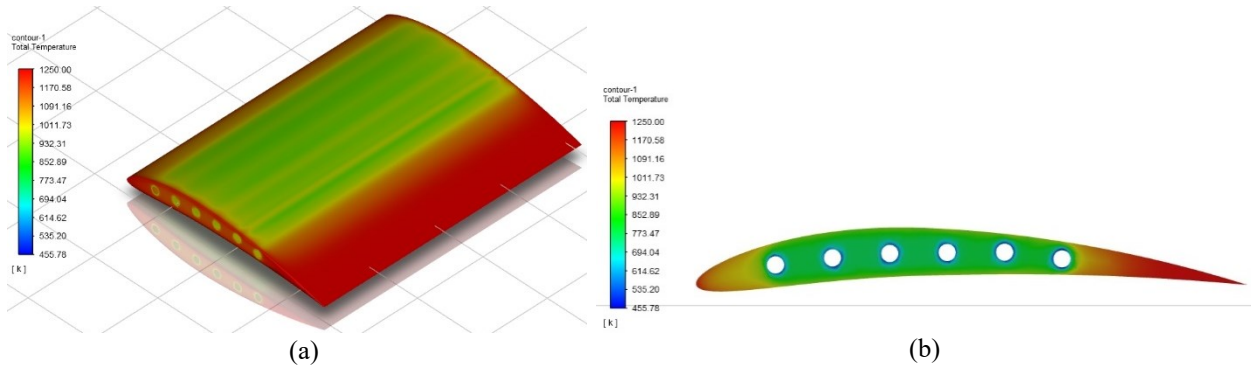 contour-1
Total Temperature
1250.00
1170.58
1091.16
1011.73
932.31
852.89
773.47
694.04
614.62
535.20
455.78
[ K ]
(a)
contour-1
Total Temperature
1250.00
1170.58
1091.16
1011.73
932.31
852.89
773.47
694.04
614.62
535.20
455.78
[ K ]
(b)